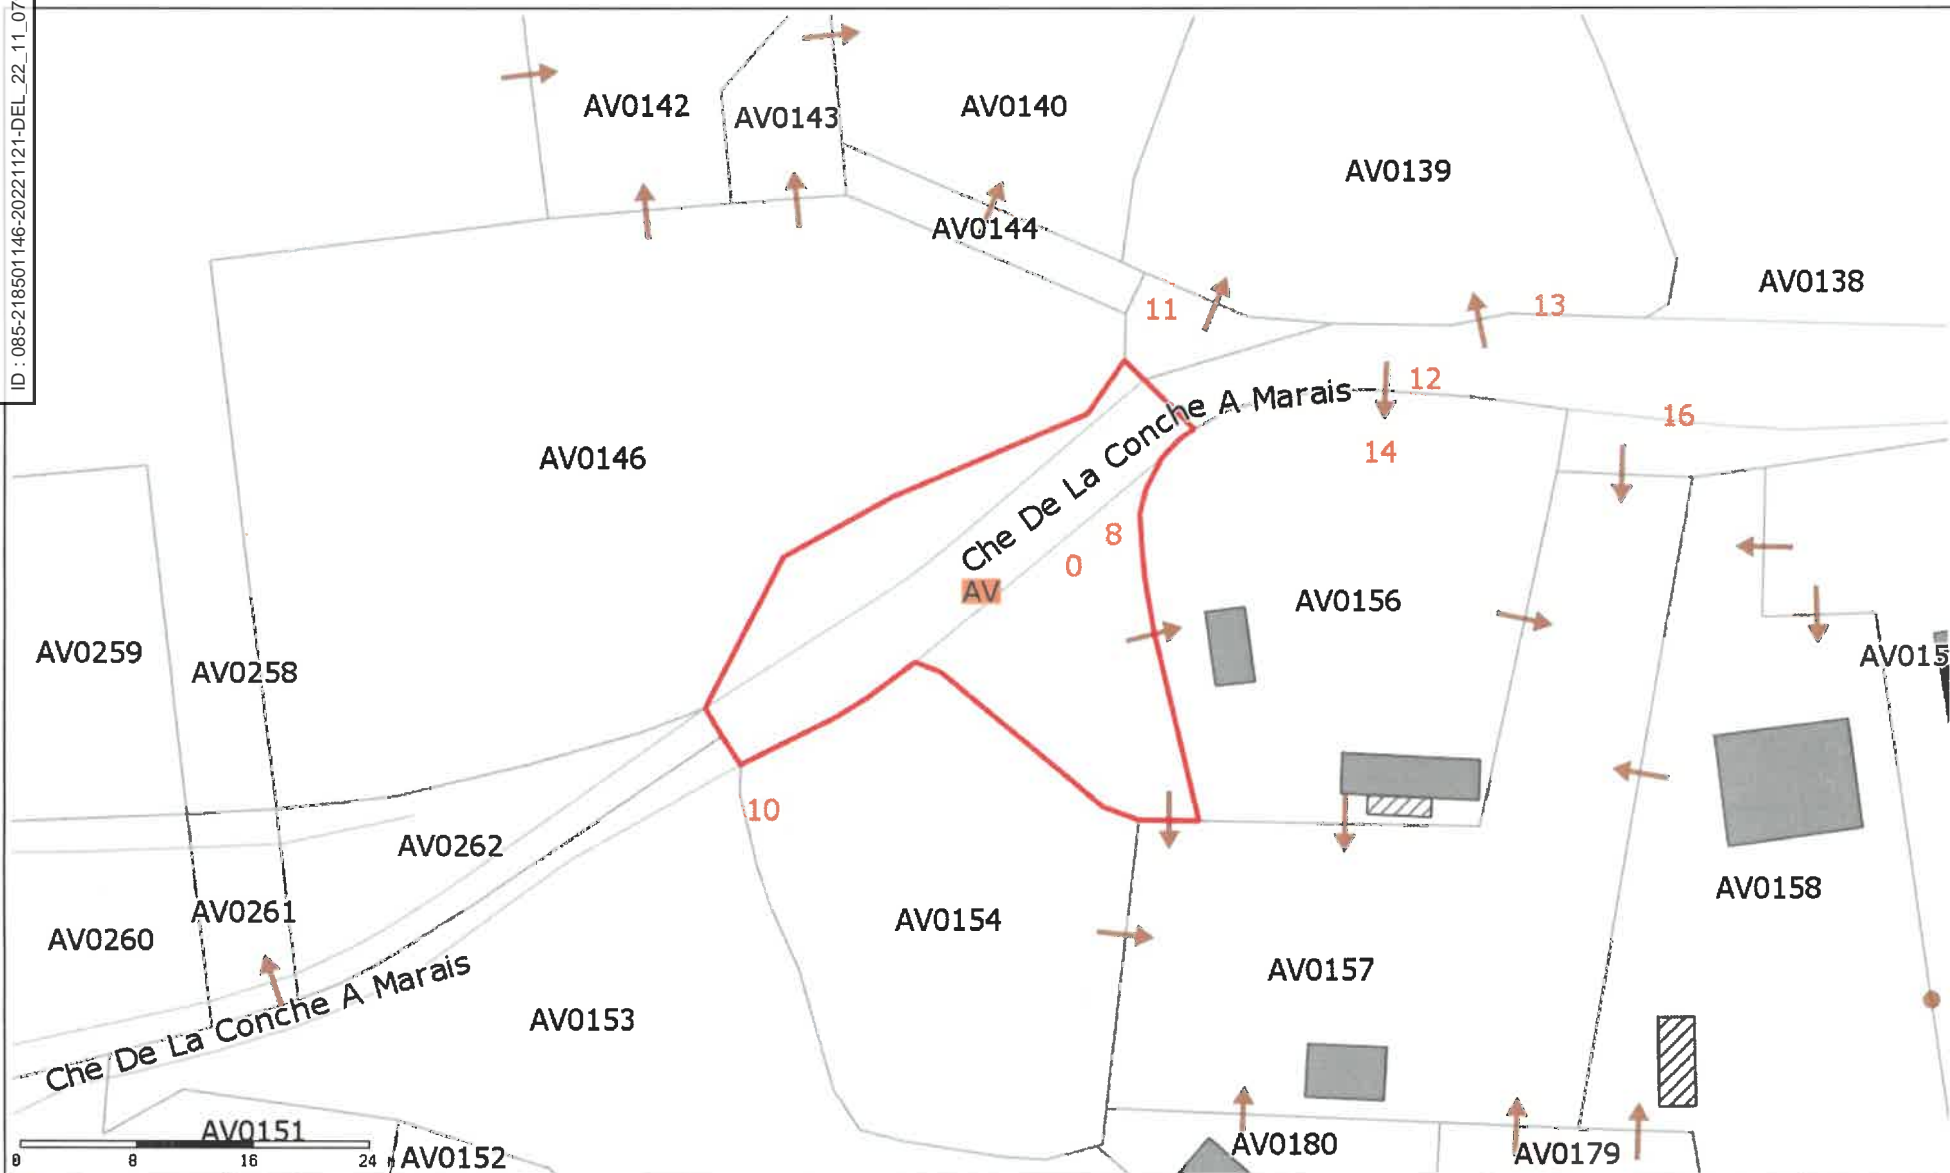 ID : 085-218501146-20221121-DEL_22_11_07
AV0142
AV0143
AV0140
AV0139
AV0144
AV0138
11
13
12
16
14
Che De La Conche A Marais
AV0146
8
0
AV
AV0156
AV0259
AV0258
AV015
10
AV0262
AV0261
AV0260
AV0154
AV0158
AV0157
Che De La Conche A Marais
AV0153
AV0151
AV0152
AV0180
AV0179
0 8 16 24